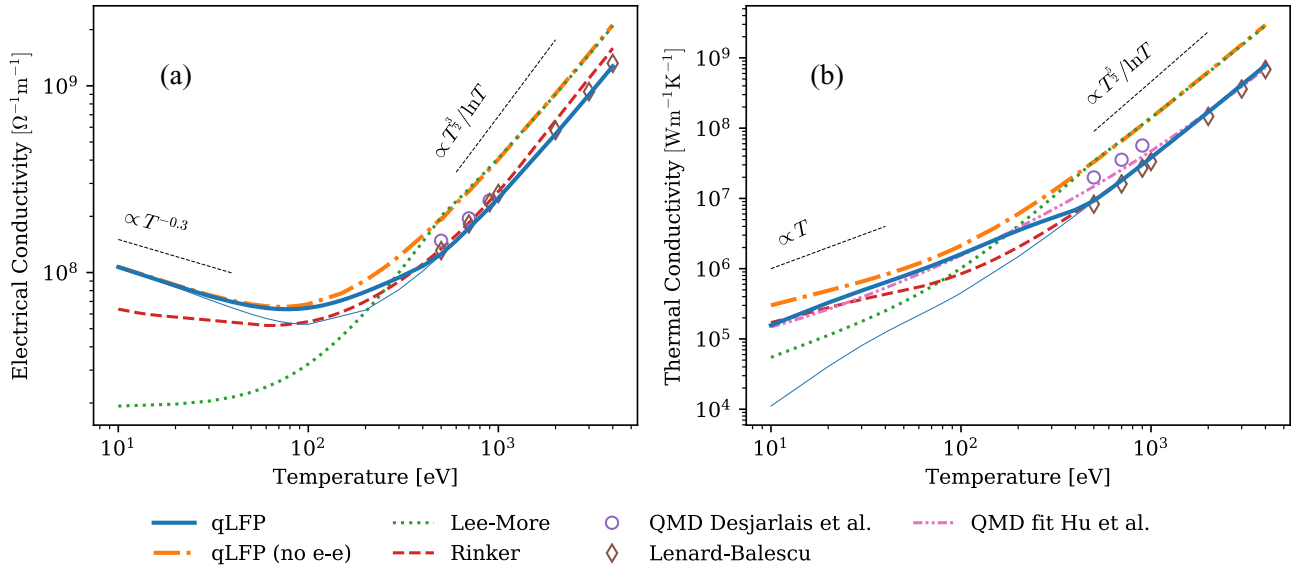 (a)
(b)
Electrical Conductivity [Ω⁻¹m⁻¹]
10⁹
10⁸
∝T^{3/2}/lnT
∝T^{−0.3}
10¹ 10² 10³
Temperature [eV]
Thermal Conductivity [Wm⁻¹K⁻¹]
10⁹
10⁸
10⁷
10⁶
10⁵
10⁴
∝T^{5/2}/lnT
∝T
10¹ 10² 10³
Temperature [eV]
qLFP
qLFP (no e-e)
Lee-More
Rinker
QMD Desjarlais et al.
Lenard-Balescu
QMD fit Hu et al.